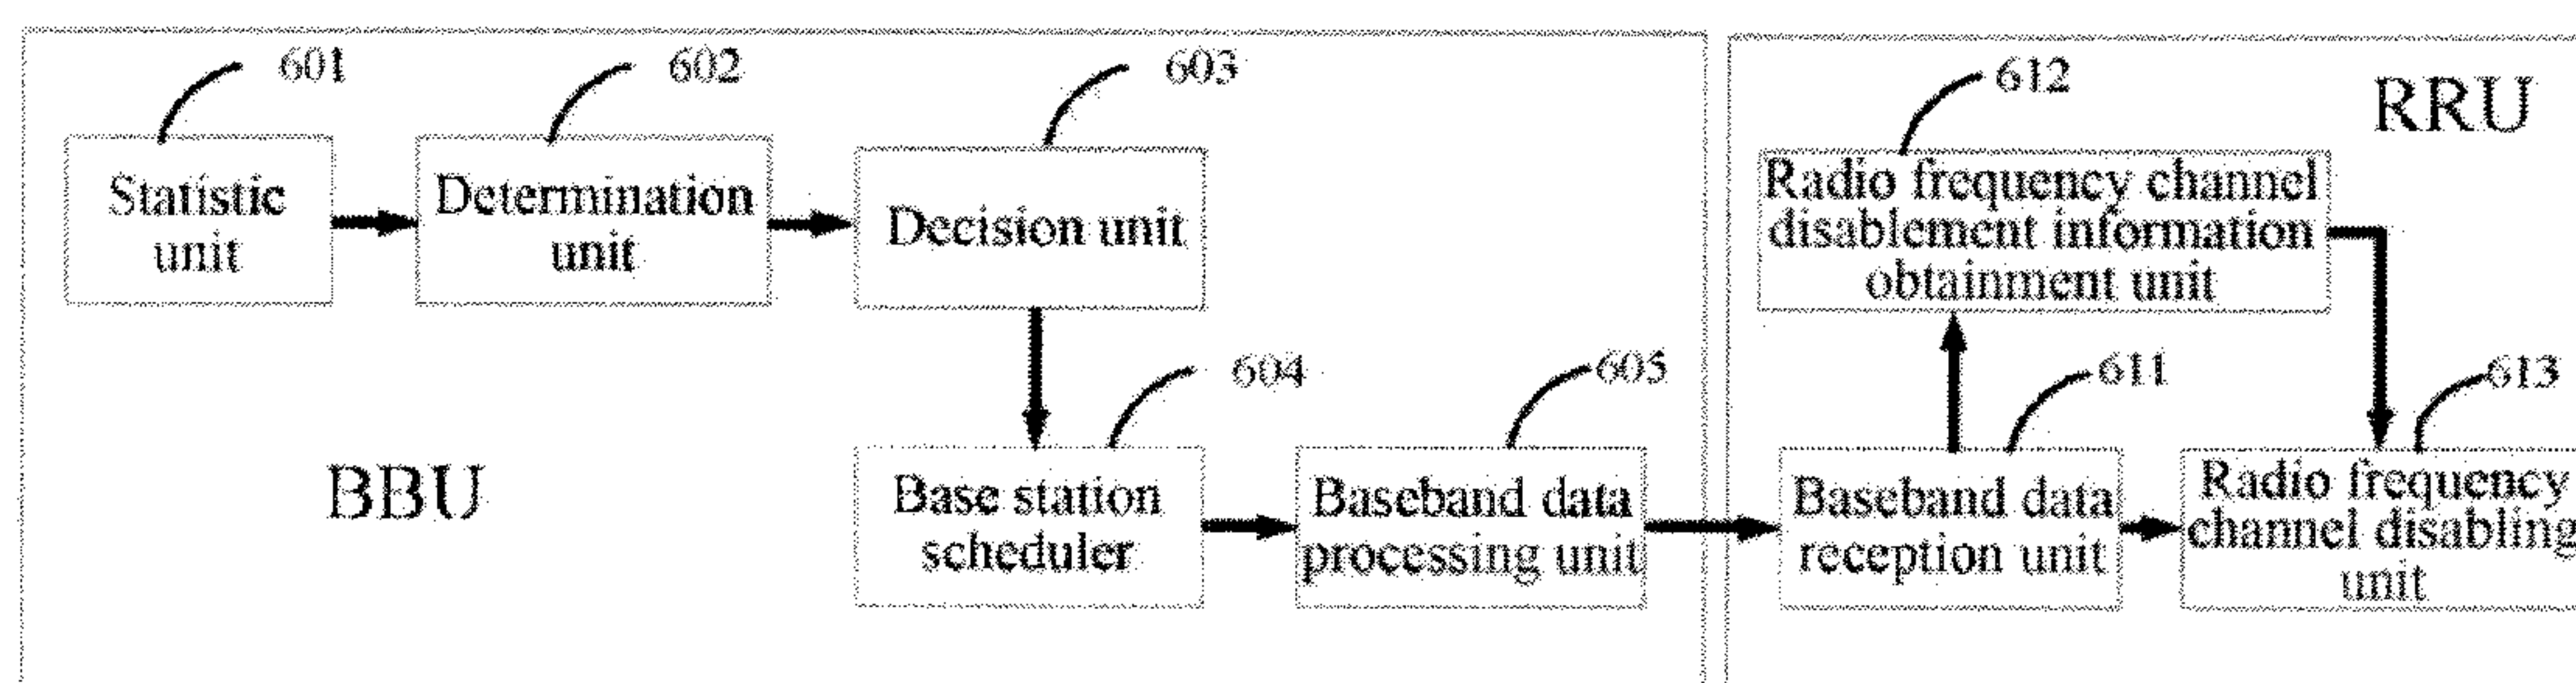 601
602
603
612
RRU
Statistic
unit
Determination
unit
Decision unit
Radio frequency channel
disablement information
obtainment unit
604
605
611
613
BBU
Base station
scheduler
Baseband data
processing unit
Baseband data
reception unit
Radio frequency
channel disabling
unit